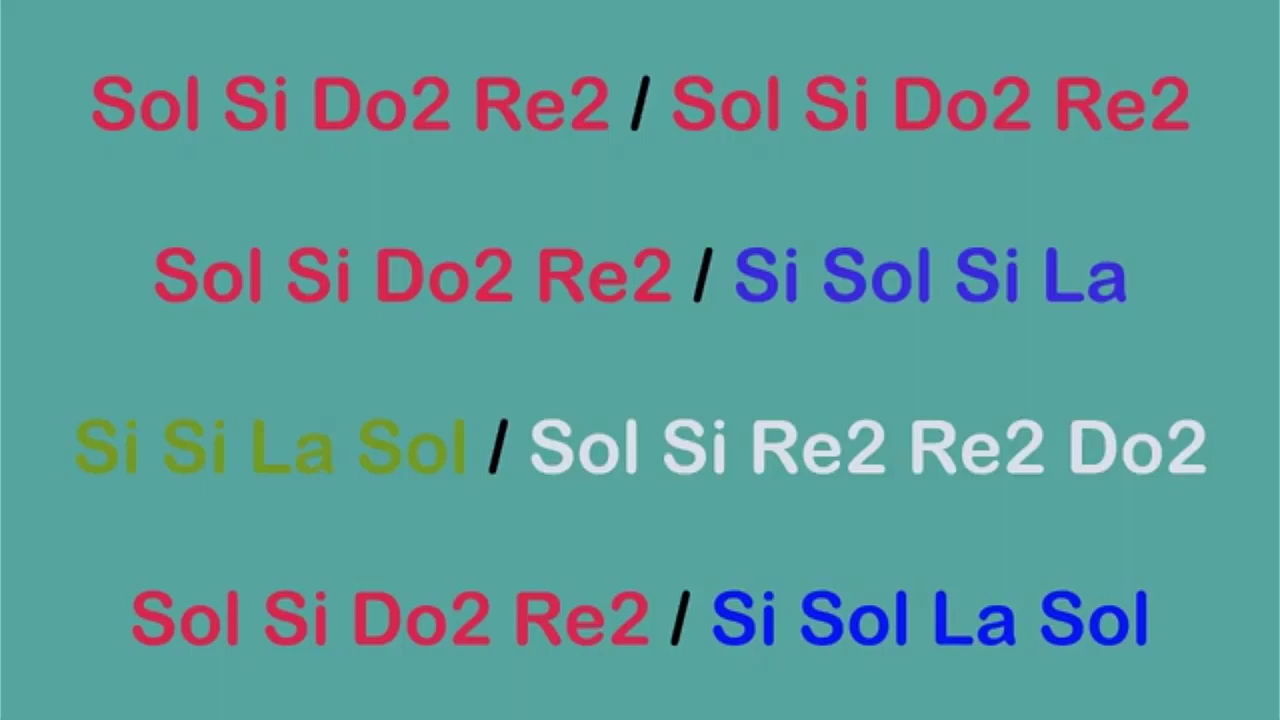 Sol Si Do2 Re2 / Sol Si Do2 Re2
Sol Si Do2 Re2 / Si Sol Si La
Si Si La Sol / Sol Si Re2 Re2 Do2
Sol Si Do2 Re2 / Si Sol La Sol